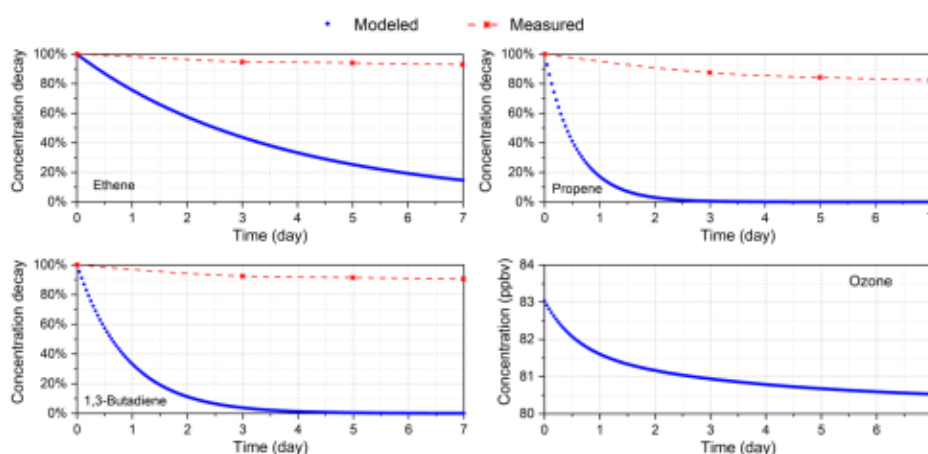 Modeled Measured
Concentration decay
100%
80%
60%
40%
20%
0%
Ethene
0 1 2 3 4 5 6 7
Time (day)
Concentration decay
100%
80%
60%
40%
20%
0%
Propene
0 1 2 3 4 5 6 7
Time (day)
Concentration decay
100%
80%
60%
40%
20%
0%
1,3-Butadiene
0 1 2 3 4 5 6 7
Time (day)
Concentration (ppbv)
84
83
82
81
80
Ozone
0 1 2 3 4 5 6 7
Time (day)